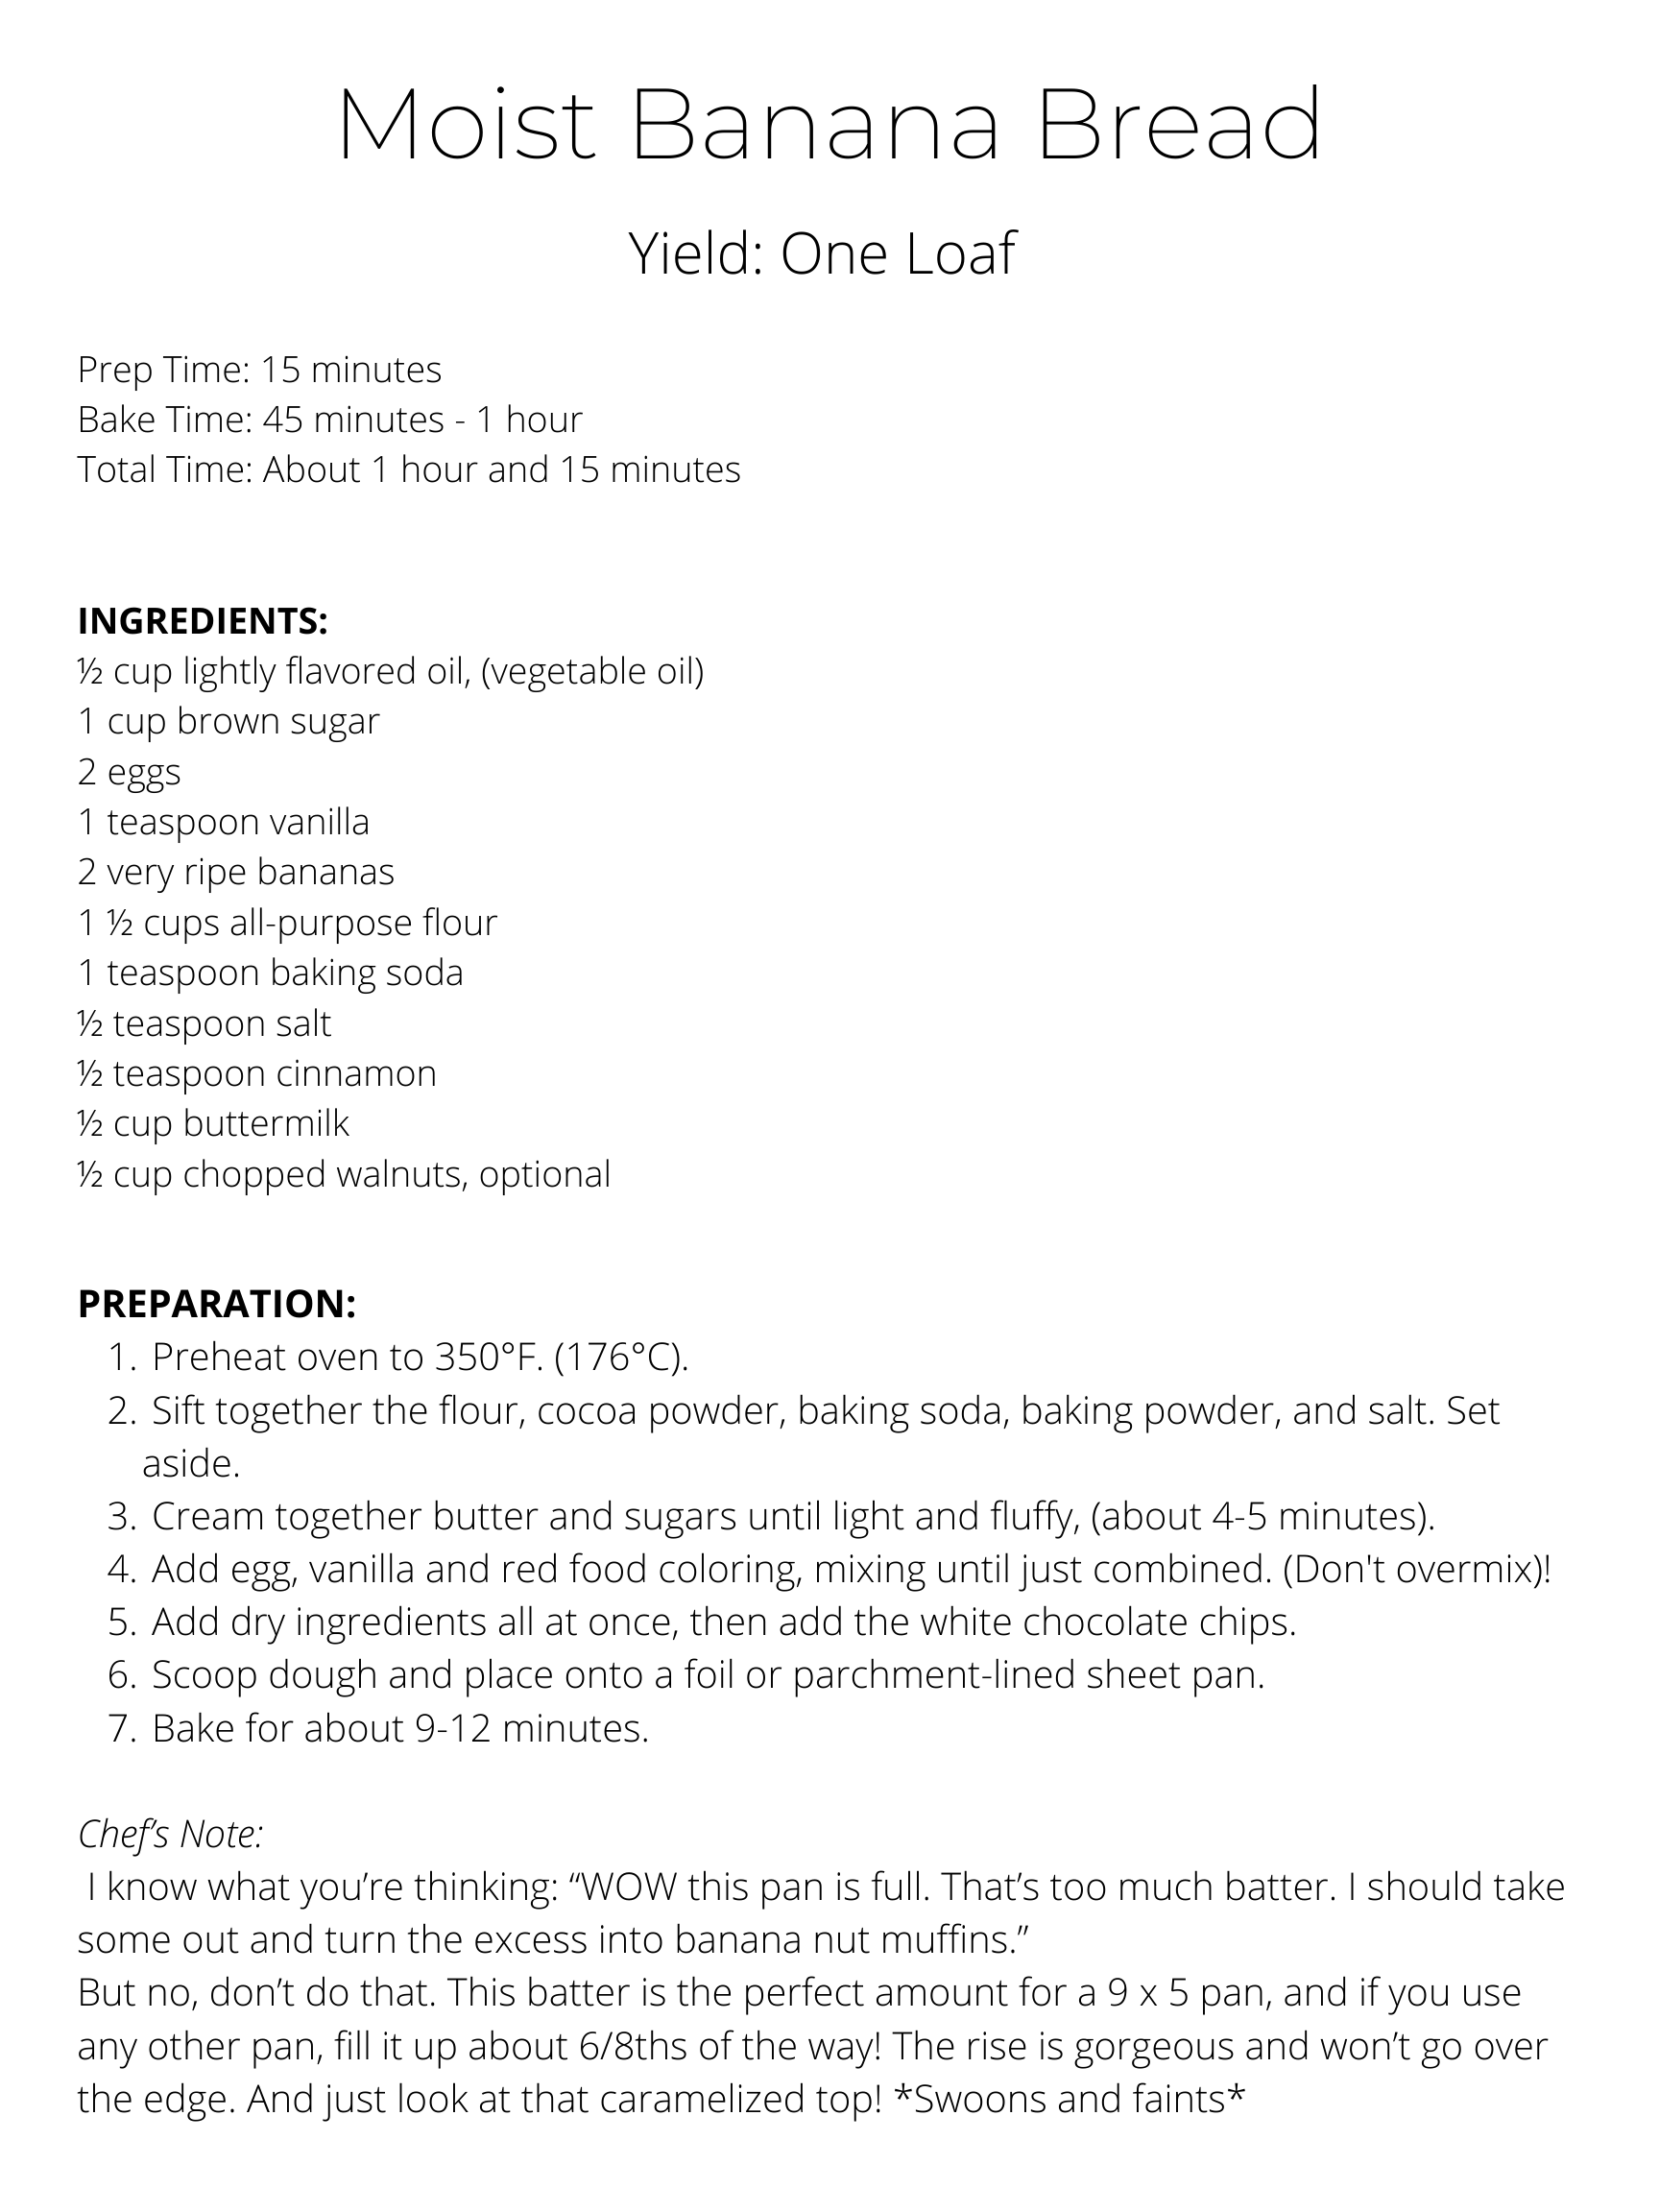 Moist Banana Bread
Yield: One Loaf
Prep Time: 15 minutes
Bake Time: 45 minutes - 1 hour
Total Time: About 1 hour and 15 minutes
INGREDIENTS:
½ cup lightly flavored oil, (vegetable oil)
1 cup brown sugar
2 eggs
1 teaspoon vanilla
2 very ripe bananas
1 ½ cups all-purpose flour
1 teaspoon baking soda
½ teaspoon salt
½ teaspoon cinnamon
½ cup buttermilk
½ cup chopped walnuts, optional
PREPARATION:
1. Preheat oven to 350°F. (176°C).
2. Sift together the flour, cocoa powder, baking soda, baking powder, and salt. Set
aside.
3. Cream together butter and sugars until light and fluffy, (about 4-5 minutes).
4. Add egg, vanilla and red food coloring, mixing until just combined. (Don't overmix)!
5. Add dry ingredients all at once, then add the white chocolate chips.
6. Scoop dough and place onto a foil or parchment-lined sheet pan.
7. Bake for about 9-12 minutes.
Chef’s Note:
I know what you’re thinking: “WOW this pan is full. That’s too much batter. I should take
some out and turn the excess into banana nut muffins.”
But no, don’t do that. This batter is the perfect amount for a 9 x 5 pan, and if you use
any other pan, fill it up about 6/8ths of the way! The rise is gorgeous and won’t go over
the edge. And just look at that caramelized top! *Swoons and faints*